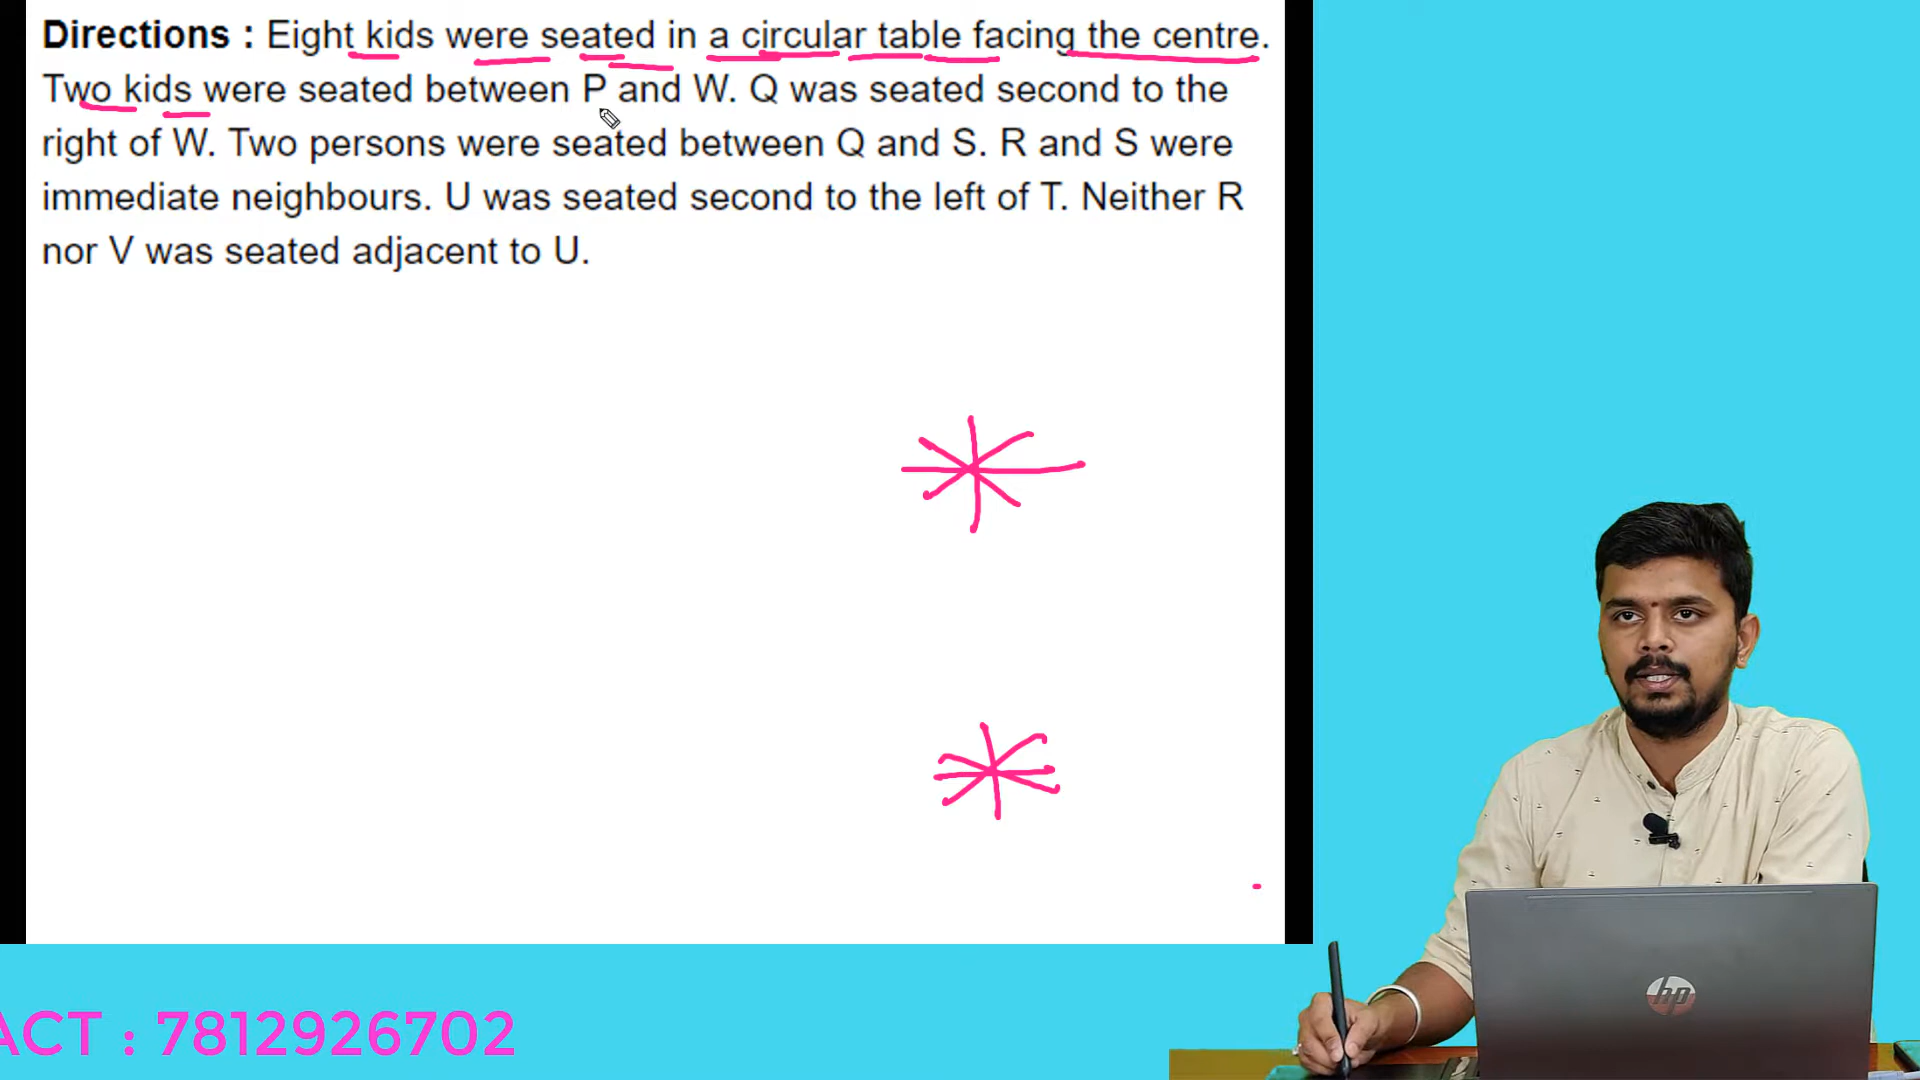 Directions : Eight kids were seated in a circular table facing the centre.
Two kids were seated between P and W. Q was seated second to the
right of W. Two persons were seated between Q and S. R and S were
immediate neighbours. U was seated second to the left of T. Neither R
nor V was seated adjacent to U.
hp
ACT : 7812926702